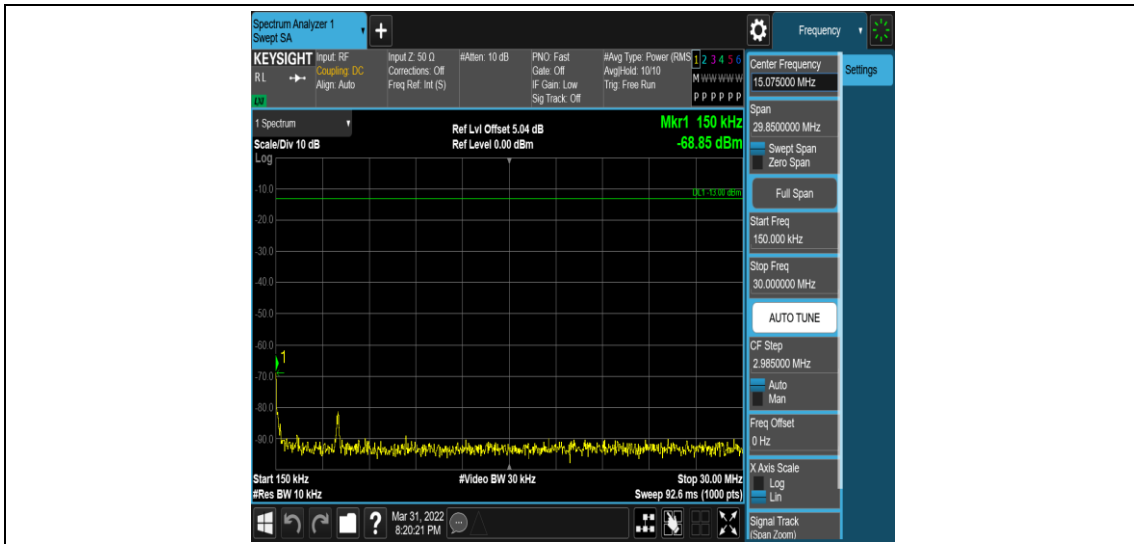 Spectrum Analyzer 1
Swept SA
+
Frequency
KEYSIGHT
RL
LXI
Input: RF
Coupling: DC
Align: Auto
Input Z: 50 Ω
Corrections: Off
Freq Ref: Int (S)
#Atten: 10 dB
PNO: Fast
Gate: Off
IF Gain: Low
Sig Track: Off
#Avg Type: Power (RMS
Avg|Hold: 10/10
Trig: Free Run
1 2 3 4 5 6
M W W W W W
P P P P P P
1 Spectrum
Scale/Div 10 dB
Log
Ref Lvl Offset 5.04 dB
Ref Level 0.00 dBm
Mkr1 150 kHz
-68.85 dBm
DL1 -13.00 dBm
-10.0
-20.0
-30.0
-40.0
-50.0
-60.0
-70.0
-80.0
-90.0
1
Start 150 kHz
#Res BW 10 kHz
#Video BW 30 kHz
Stop 30.00 MHz
Sweep 92.6 ms (1000 pts)
Center Frequency
15.075000 MHz
Settings
Span
29.8500000 MHz
Swept Span
Zero Span
Full Span
Start Freq
150.000 kHz
Stop Freq
30.000000 MHz
AUTO TUNE
CF Step
2.985000 MHz
Auto
Man
Freq Offset
0 Hz
X Axis Scale
Log
Lin
Signal Track
(Span Zoom)
?
Mar 31, 2022
8:20:21 PM